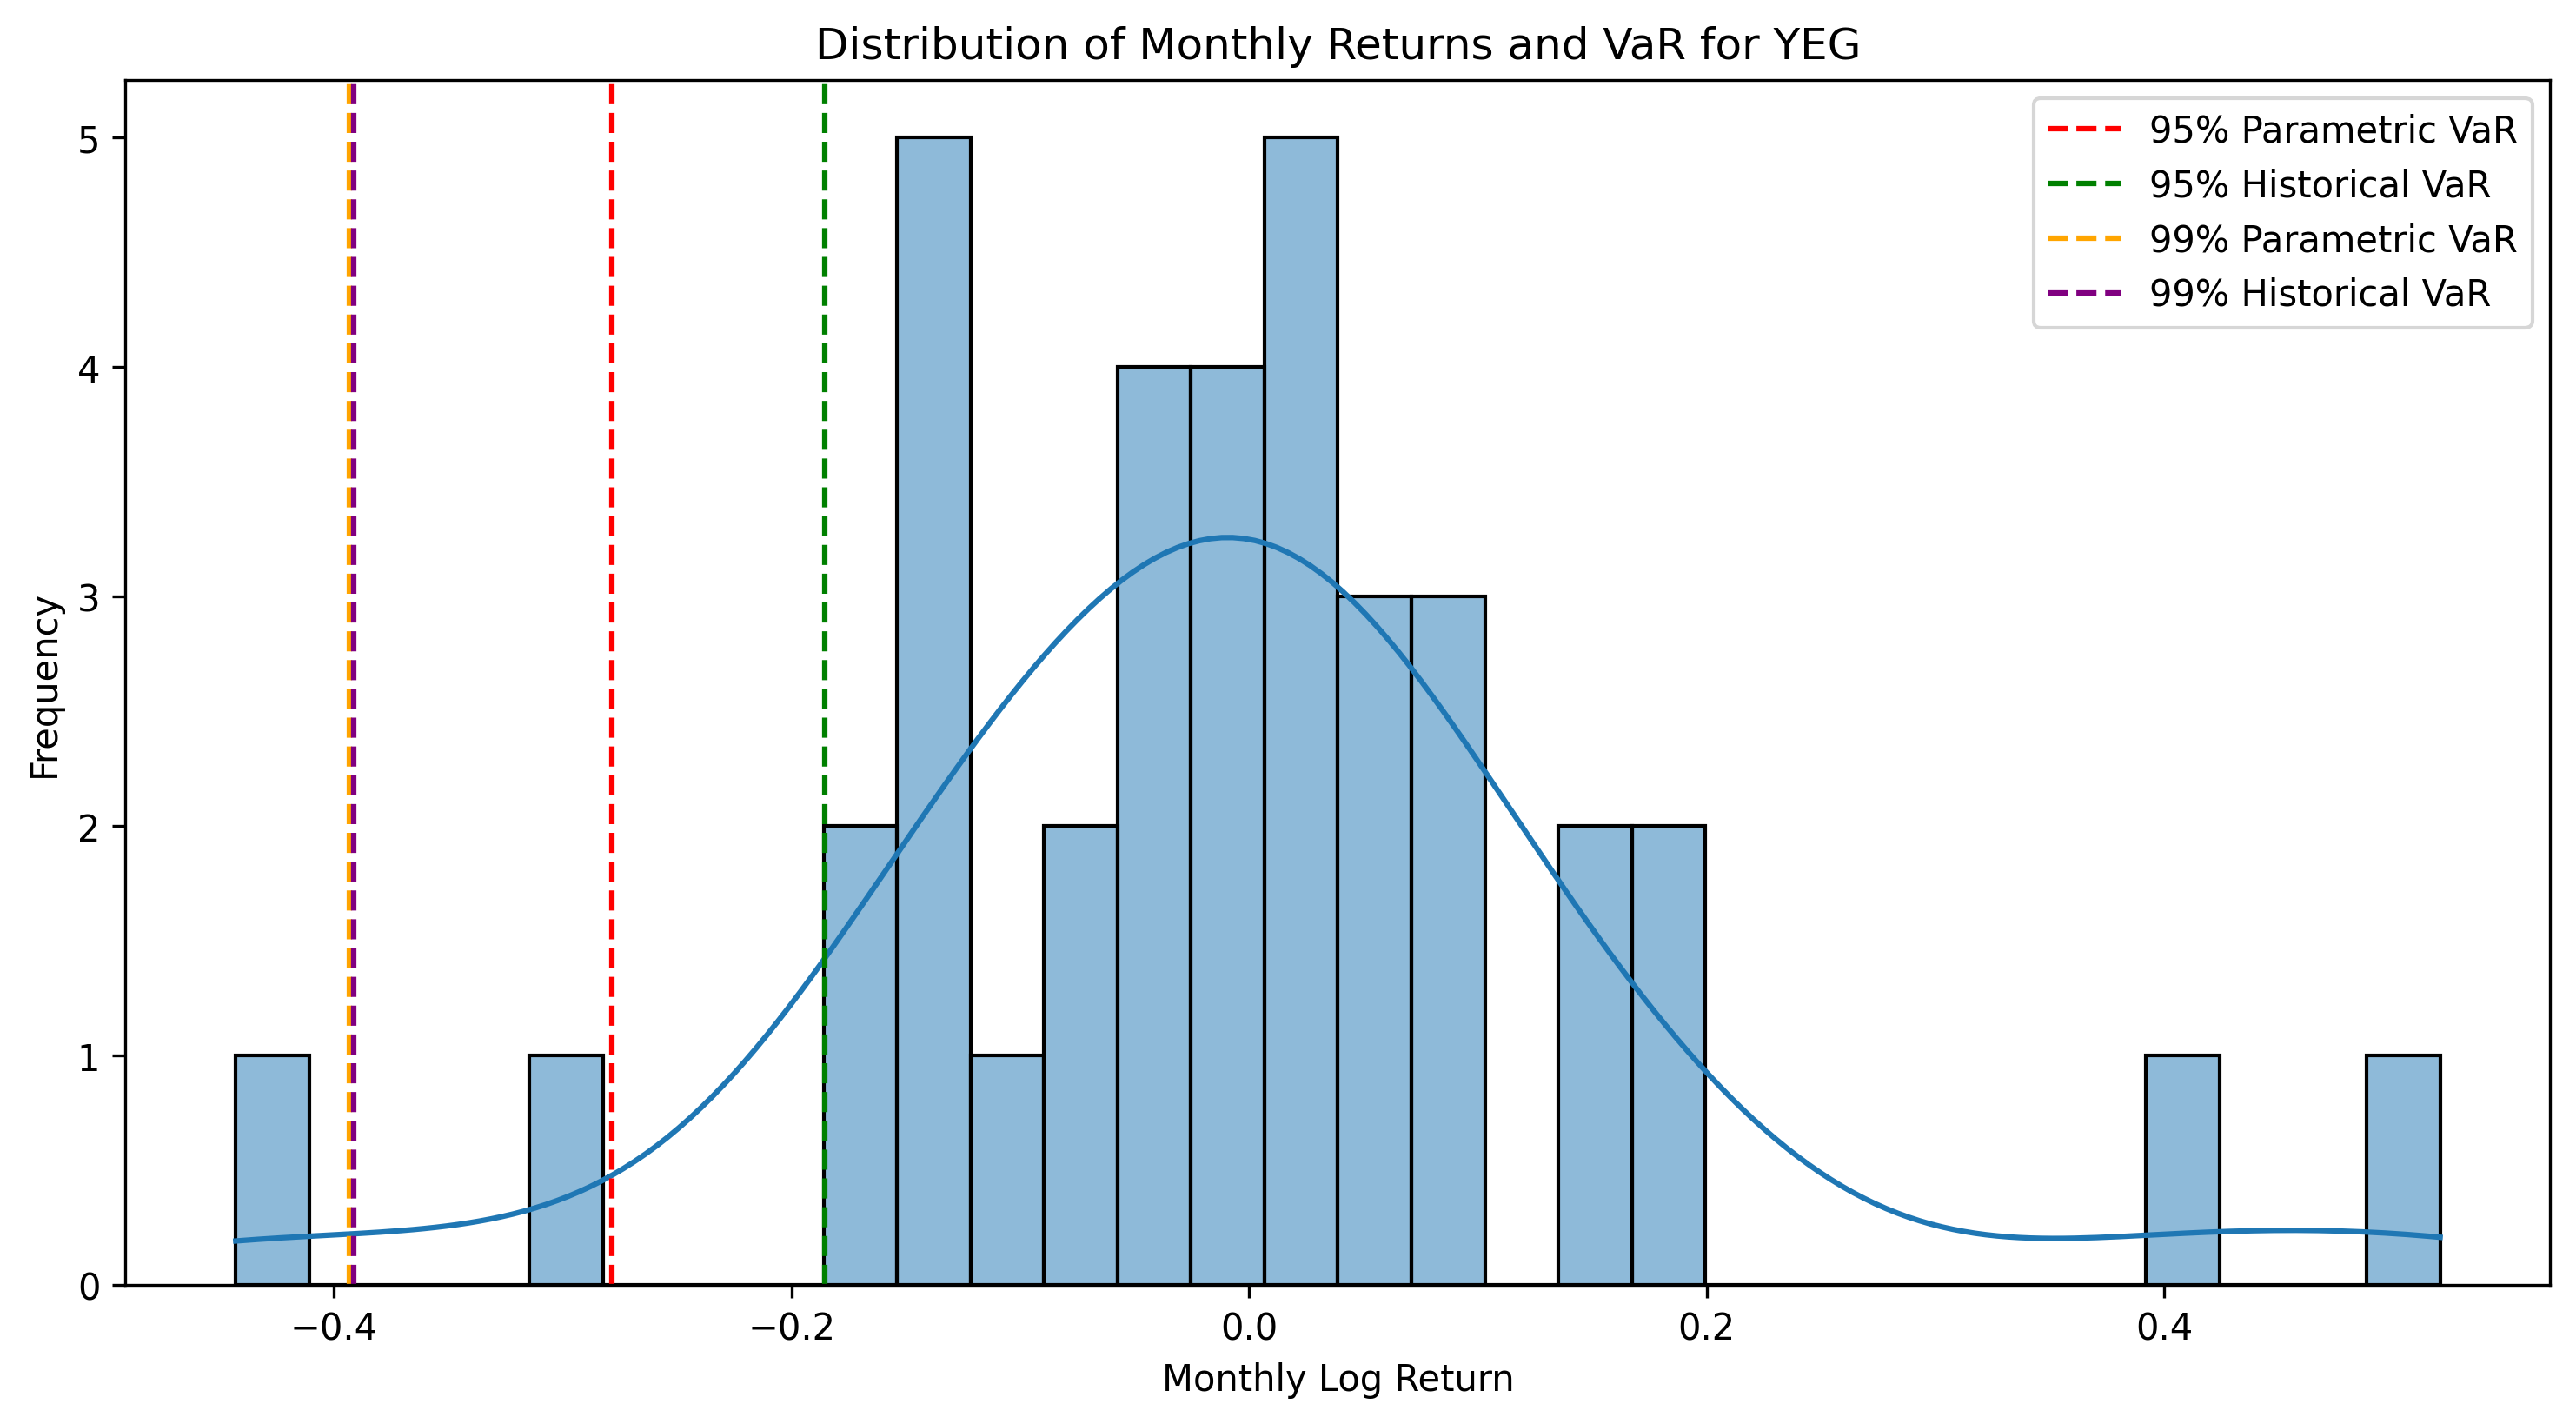 Distribution of Monthly Returns and VaR for YEG
95% Parametric VaR
95% Historical VaR
99% Parametric VaR
99% Historical VaR
5
4
3
2
1
0
Frequency
−0.4
−0.2
0.0
0.2
0.4
Monthly Log Return